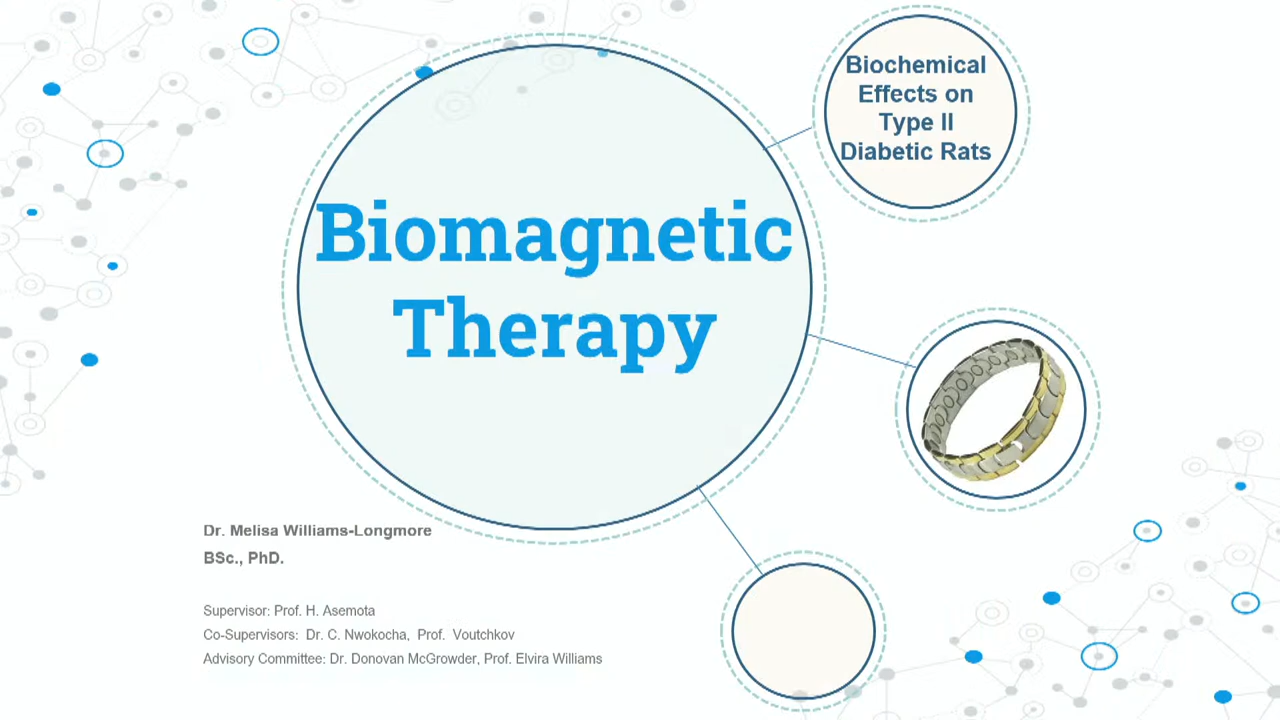 Biomagnetic
Therapy
Biochemical
Effects on
Type II
Diabetic Rats
Dr. Melisa Williams-Longmore
BSc., PhD.
Supervisor: Prof. H. Asemota
Co-Supervisors: Dr. C. Nwokocha, Prof. Voutchkov
Advisory Committee: Dr. Donovan McGrowder, Prof. Elvira Williams